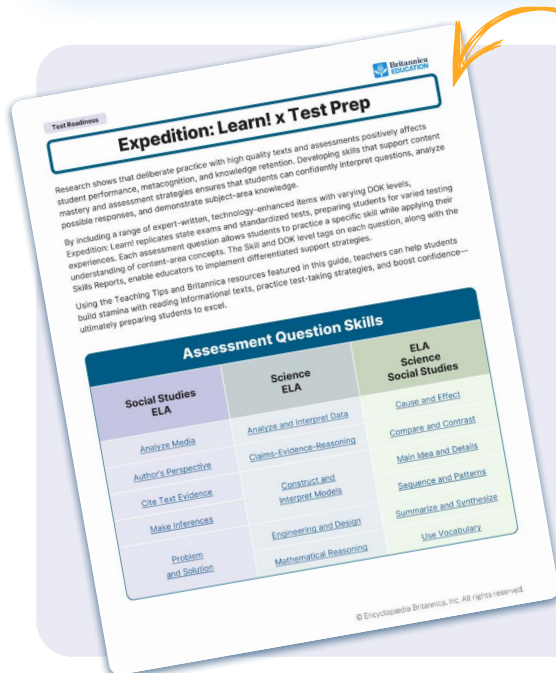 Britannica
EDUCATION
Test Readiness
Expedition: Learn! x Test Prep
Research shows that deliberate practice with high quality texts and assessments positively affects
student performance, metacognition, and knowledge retention. Developing skills that support content
mastery and assessment strategies ensures that students can confidently interpret questions, analyze
possible responses, and demonstrate subject-area knowledge.
By including a range of expert-written, technology-enhanced items with varying DOK levels,
Expedition: Learn! replicates state exams and standardized tests, preparing students for varied testing
experiences. Each assessment question allows students to practice a specific skill while applying their
understanding of content-area concepts. The Skill and DOK level tags on each question, along with the
Skills Reports, enable educators to implement differentiated support strategies.
Using the Teaching Tips and Britannica resources featured in this guide, teachers can help students
build stamina with reading informational texts, practice test-taking strategies, and boost confidence—
ultimately preparing students to excel.
Assessment Question Skills
Social Studies
ELA
Analyze Media
Author's Perspective
Cite Text Evidence
Make Inferences
Problem
and Solution
Science
ELA
Analyze and Interpret Data
Claims-Evidence-Reasoning
Construct and
Interpret Models
Engineering and Design
Mathematical Reasoning
ELA
Science
Social Studies
Cause and Effect
Compare and Contrast
Main Idea and Details
Sequence and Patterns
Summarize and Synthesize
Use Vocabulary
© Encyclopædia Britannica, Inc. All rights reserved.